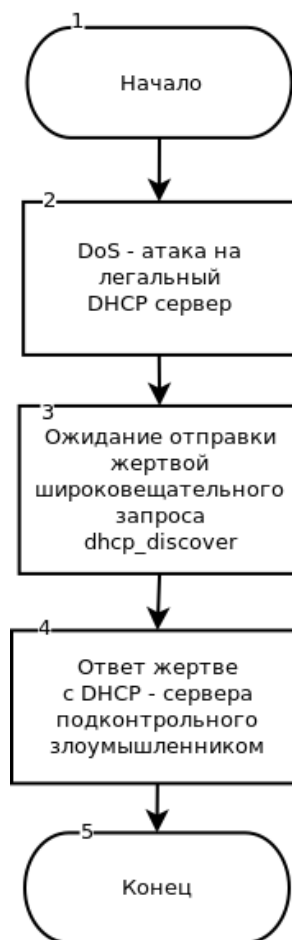 1
Начало
2
DoS - атака на
легальный
DHCP сервер
3
Ожидание отправки
жертвой
широковещательного
запроса
dhcp_discover
4
Ответ жертве
с DHCP - сервера
подконтрольного
злоумышленником
5
Конец